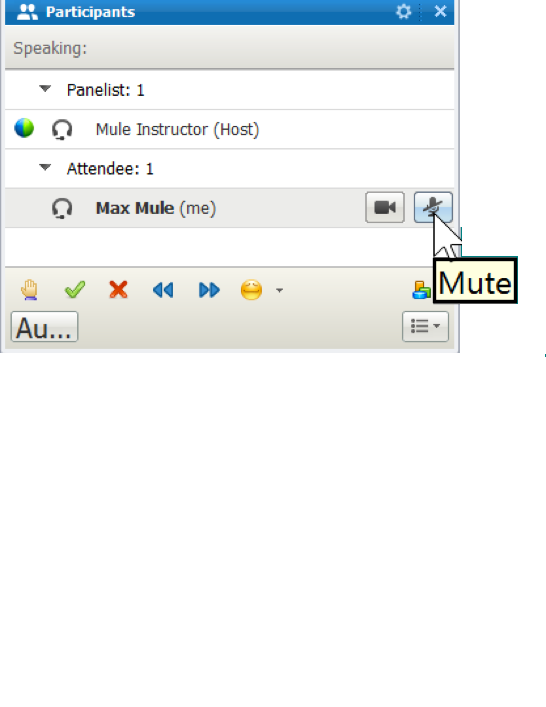 Participants
Speaking:
Panelist: 1
Mule Instructor (Host)
Attendee: 1
Max Mule (me)
Mute
Au...